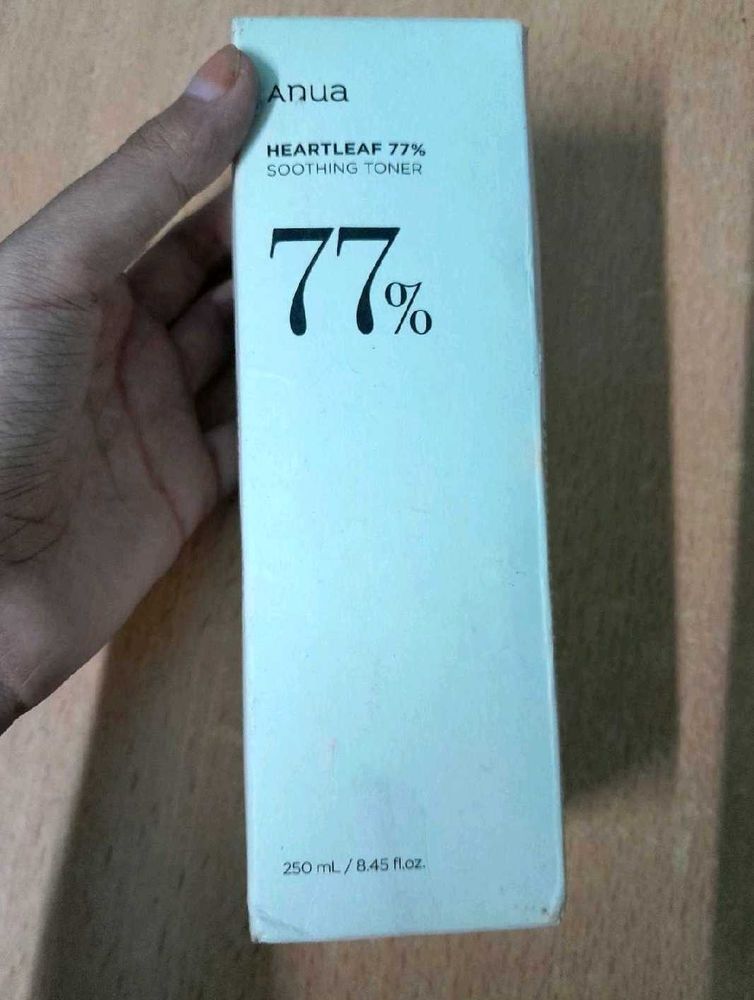 Anua
HEARTLEAF 77%
SOOTHING TONER
77%
250 mL / 8.45 fl.oz.